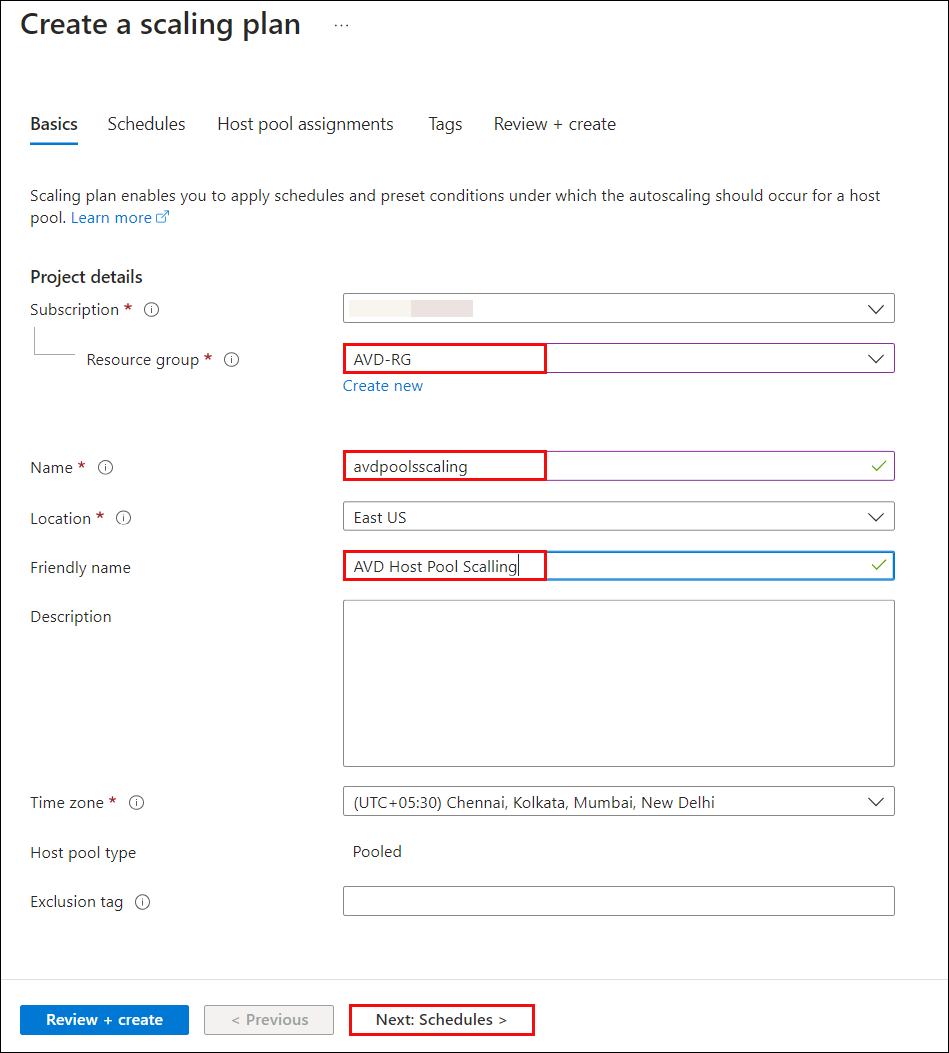 Create a scaling plan ...
Basics Schedules Host pool assignments Tags Review + create
Scaling plan enables you to apply schedules and preset conditions under which the autoscaling should occur for a host
pool. Learn more
Project details
Subscription *
Resource group * AVD-RG
Create new
Name * avdpoolsscaling
Location * East US
Friendly name AVD Host Pool Scalling
Description
Time zone * (UTC+05:30) Chennai, Kolkata, Mumbai, New Delhi
Host pool type Pooled
Exclusion tag
Review + create < Previous Next: Schedules >